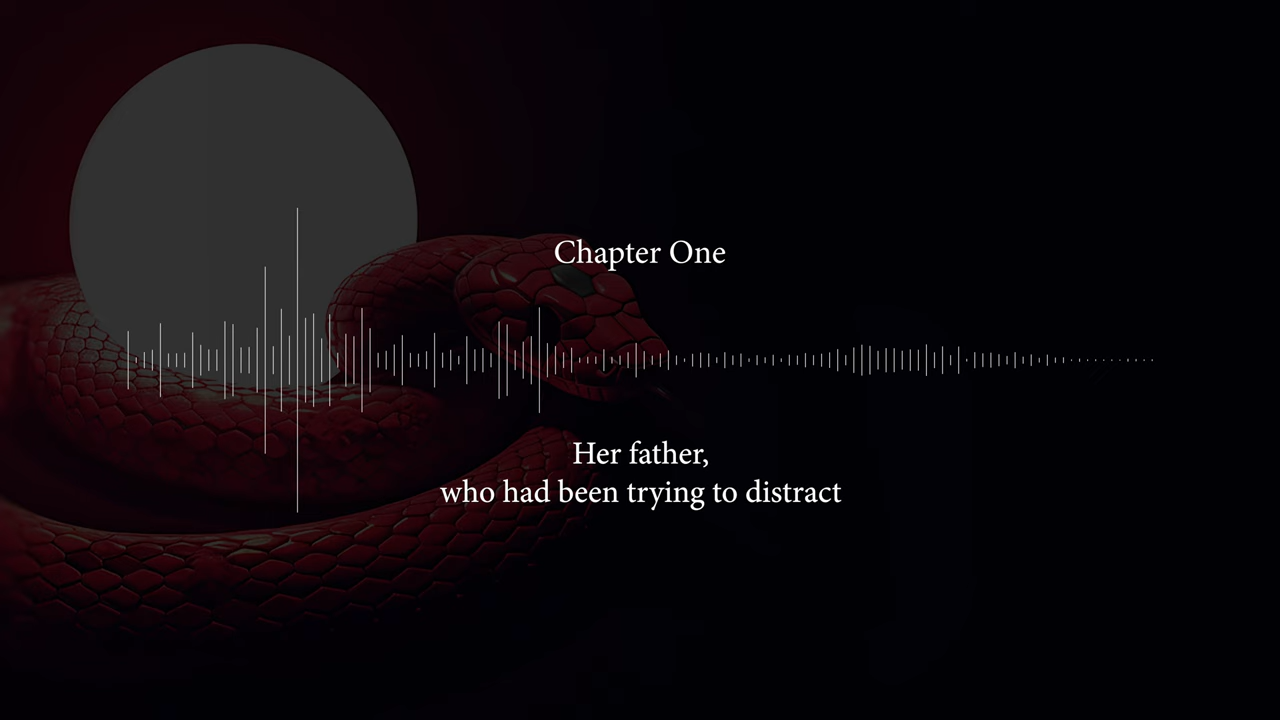 Chapter One
Her father,
who had been trying to distract